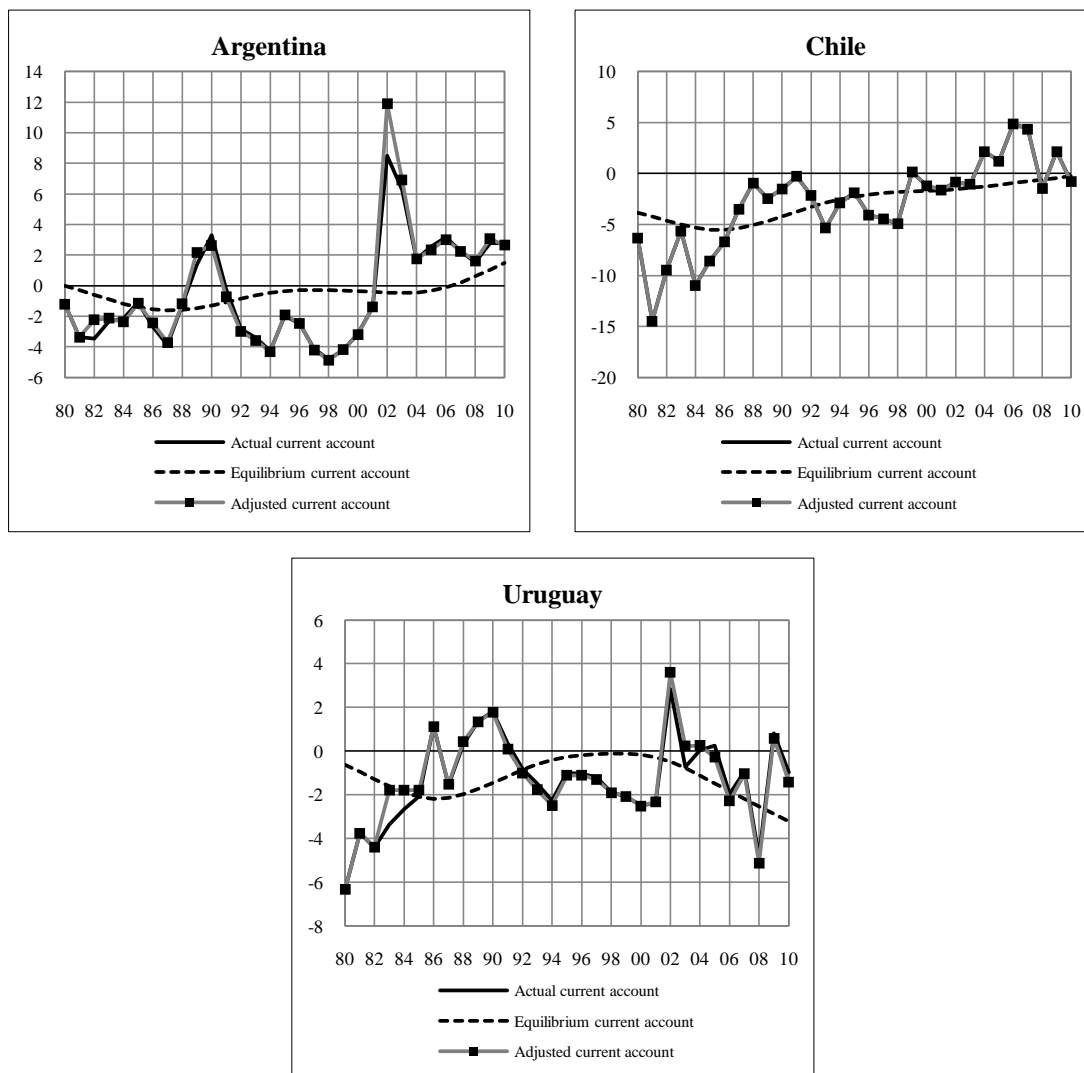 Argentina
14
12
10
8
6
4
2
0
-2
-4
-6
80 82 84 86 88 90 92 94 96 98 00 02 04 06 08 10
Actual current account
Equilibrium current account
Adjusted current account
Chile
10
5
0
-5
-10
-15
-20
80 82 84 86 88 90 92 94 96 98 00 02 04 06 08 10
Actual current account
Equilibrium current account
Adjusted current account
Uruguay
6
4
2
0
-2
-4
-6
-8
80 82 84 86 88 90 92 94 96 98 00 02 04 06 08 10
Actual current account
Equilibrium current account
Adjusted current account